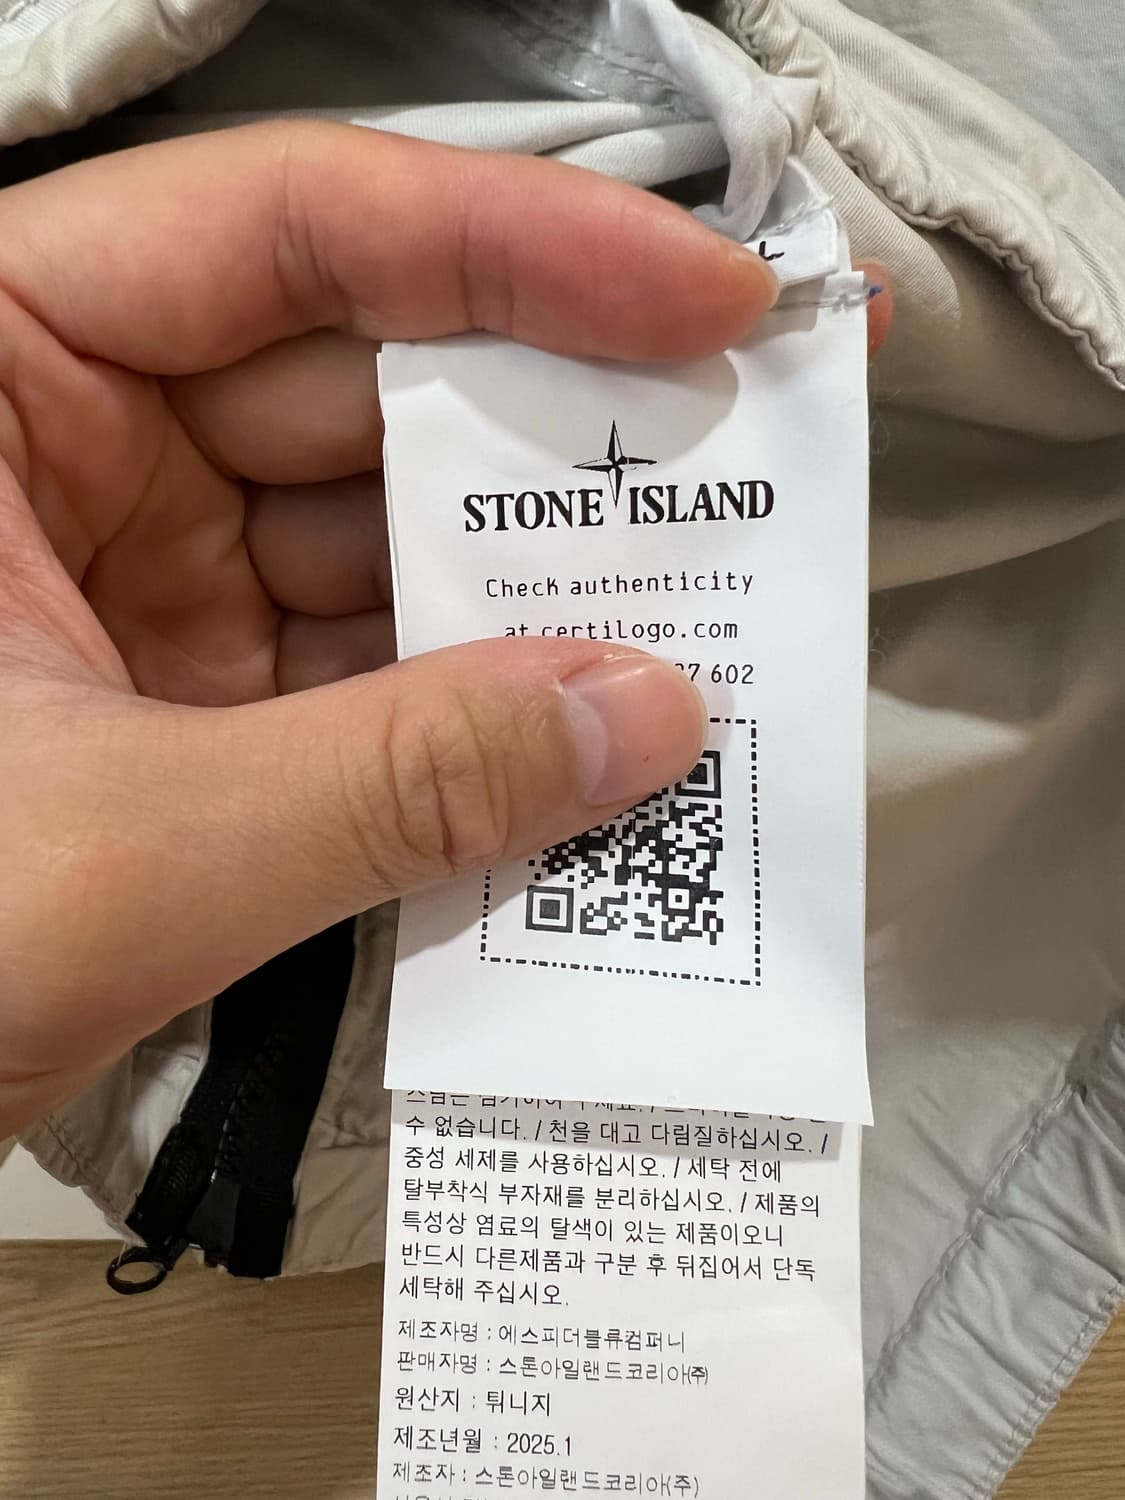 L
STONE ISLAND
Check authenticity
at certilogo.com
602
수 없습니다. / 천을 대고 다림질하십시오. /
중성 세제를 사용하십시오. / 세탁 전에
탈부착식 부자재를 분리하십시오. / 제품의
특성상 염료의 탈색이 있는 제품이오니
반드시 다른제품과 구분 후 뒤집어서 단독
세탁해 주십시오.
제조자명 : 에스피더블류컴퍼니
판매자명 : 스톤아일랜드코리아㈜
원산지 : 튀니지
제조년월 : 2025.1
제조자 : 스톤아일랜드코리아(주)